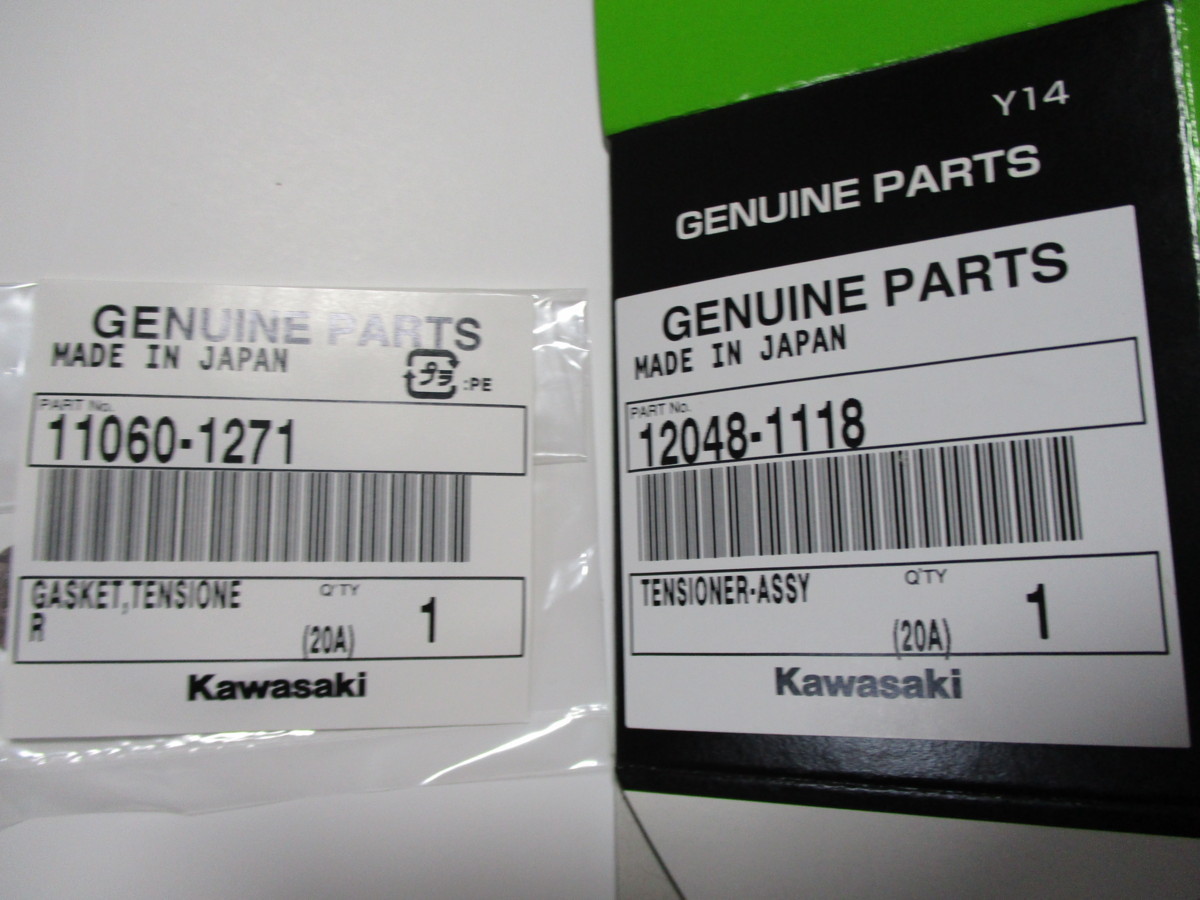 GENUINE PARTS
MADE IN JAPAN
プラ :PE
PART No.
11060-1271
GASKET,TENSIONE
R
Q'TY
(20A)
1
Kawasaki
Y14
GENUINE PARTS
GENUINE PARTS
MADE IN JAPAN
PART No.
12048-1118
TENSIONER-ASSY
Q'TY
(20A)
1
Kawasaki